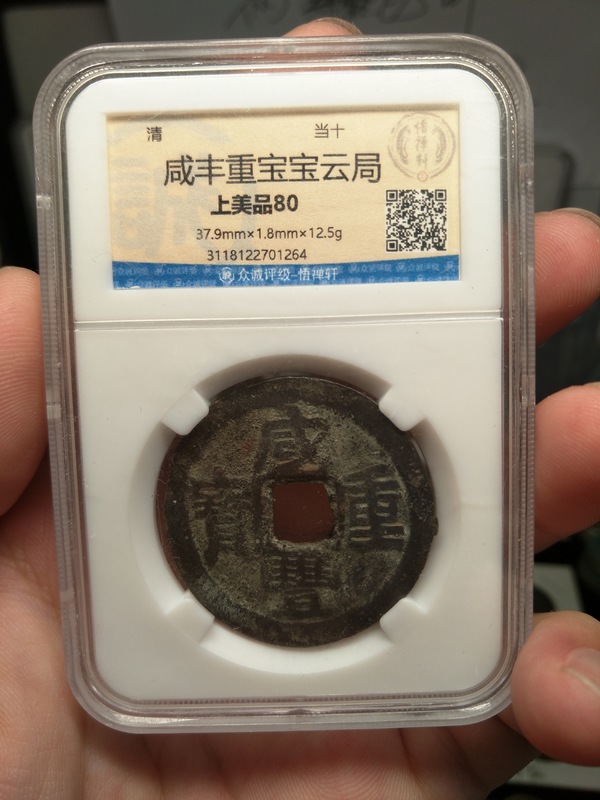 清 当十
咸丰重宝宝云局
上美品80
37.9mm×1.8mm×12.5g
3118122701264
众诚评级-悟禅轩
咸
寶 重
豐